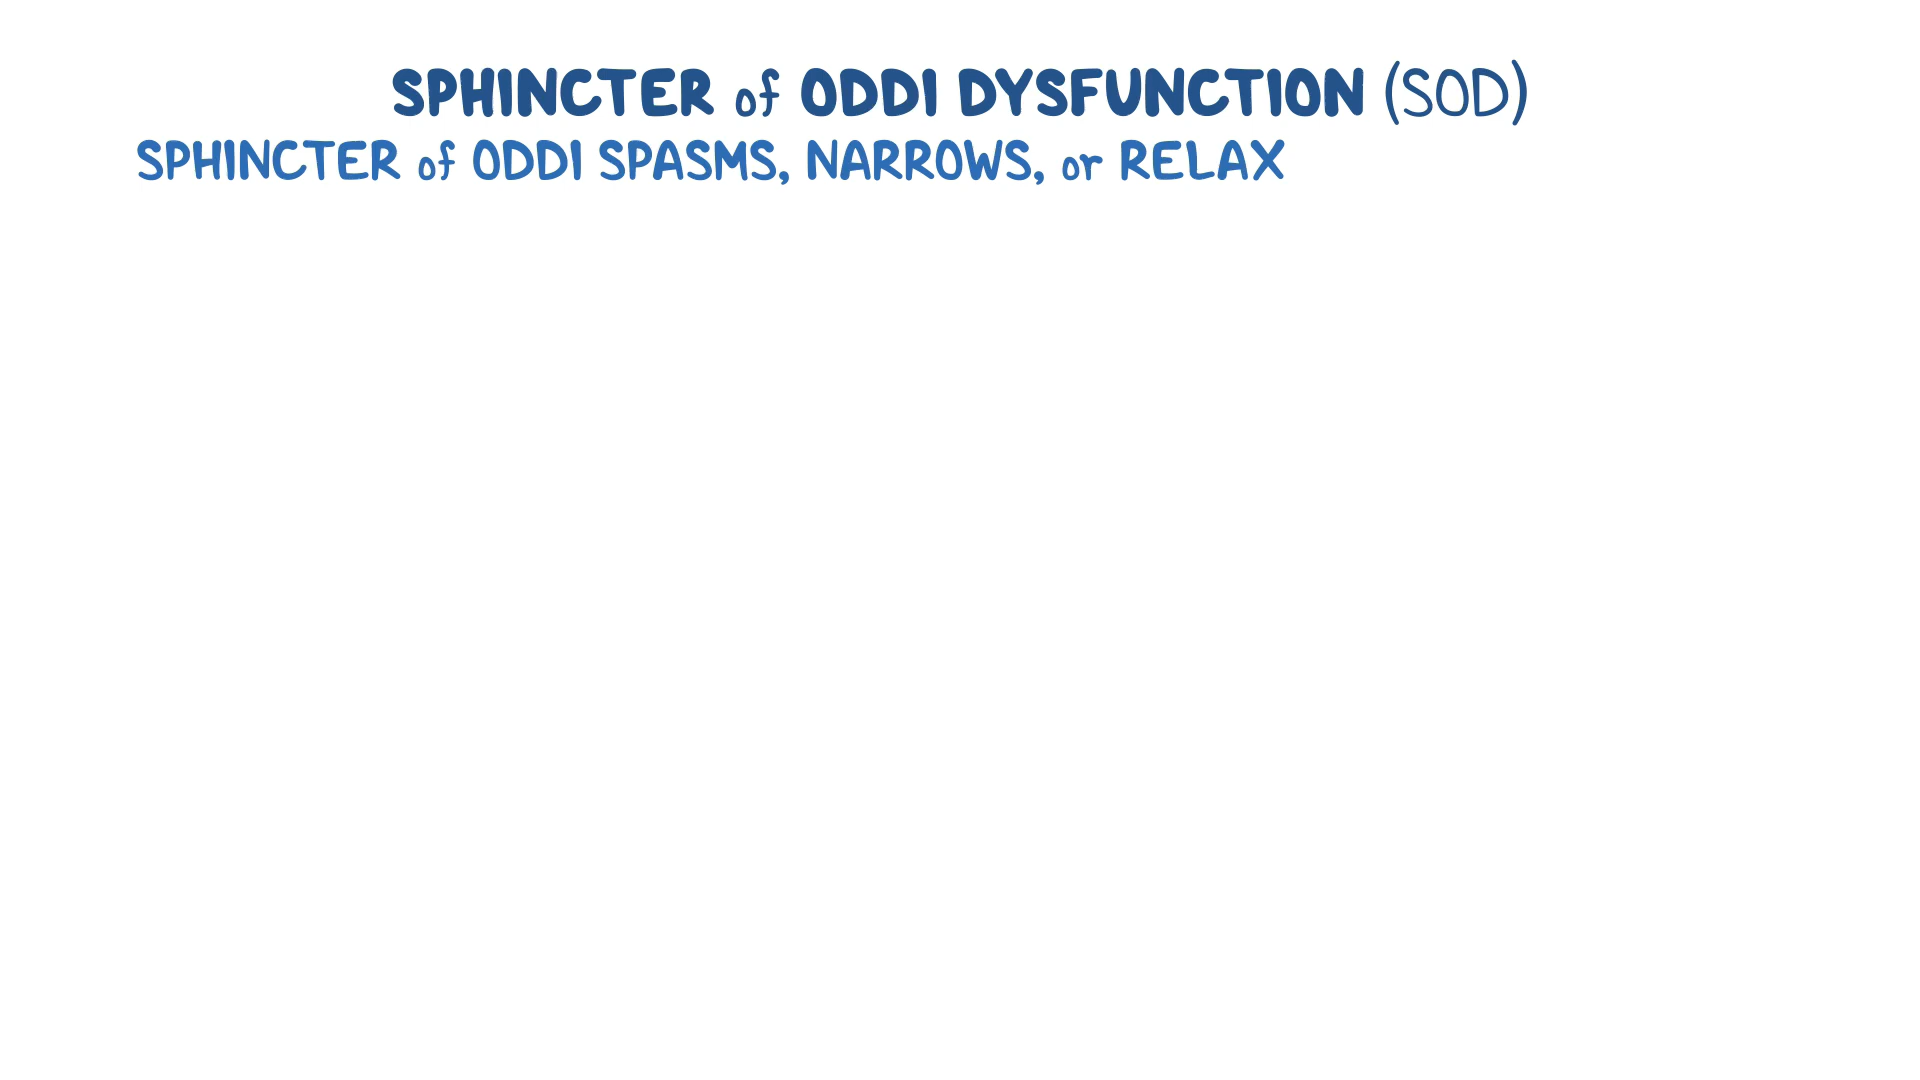 SPHINCTER of ODDI DYSFUNCTION (SOD)
SPHINCTER of ODDI SPASMS, NARROWS, or RELAX